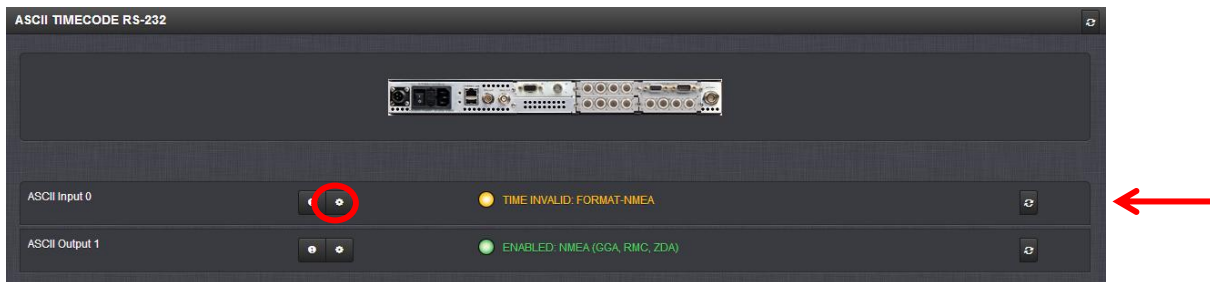 ASCII TIMECODE RS-232
ASCII Input 0
TIME INVALID: FORMAT-NMEA
ASCII Output 1
ENABLED: NMEA (GGA, RMC, ZDA)